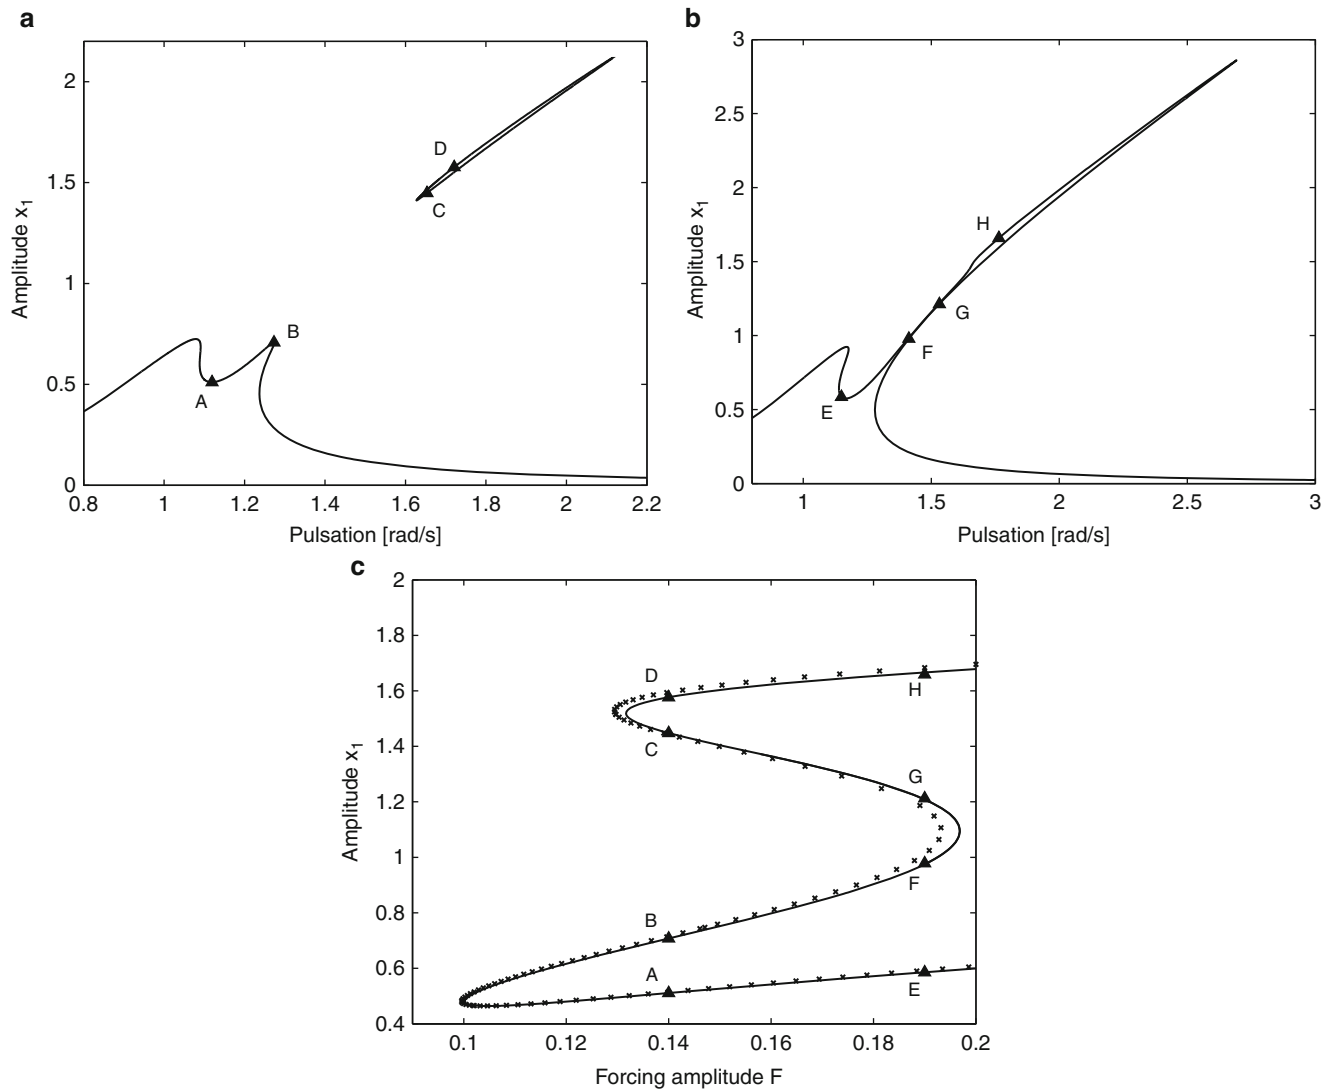 a
2
1.5
1
0.5
0
0.8
1
1.2
1.4
1.6
1.8
2
2.2
Amplitude x1
Pulsation [rad/s]
A
B
C
D
b
3
2.5
2
1.5
1
0.5
0
1
1.5
2
2.5
3
Amplitude x1
Pulsation [rad/s]
E
F
G
H
c
2
1.8
1.6
1.4
1.2
1
0.8
0.6
0.4
0.1
0.12
0.14
0.16
0.18
0.2
Amplitude x1
Forcing amplitude F
D
C
B
A
H
G
F
E